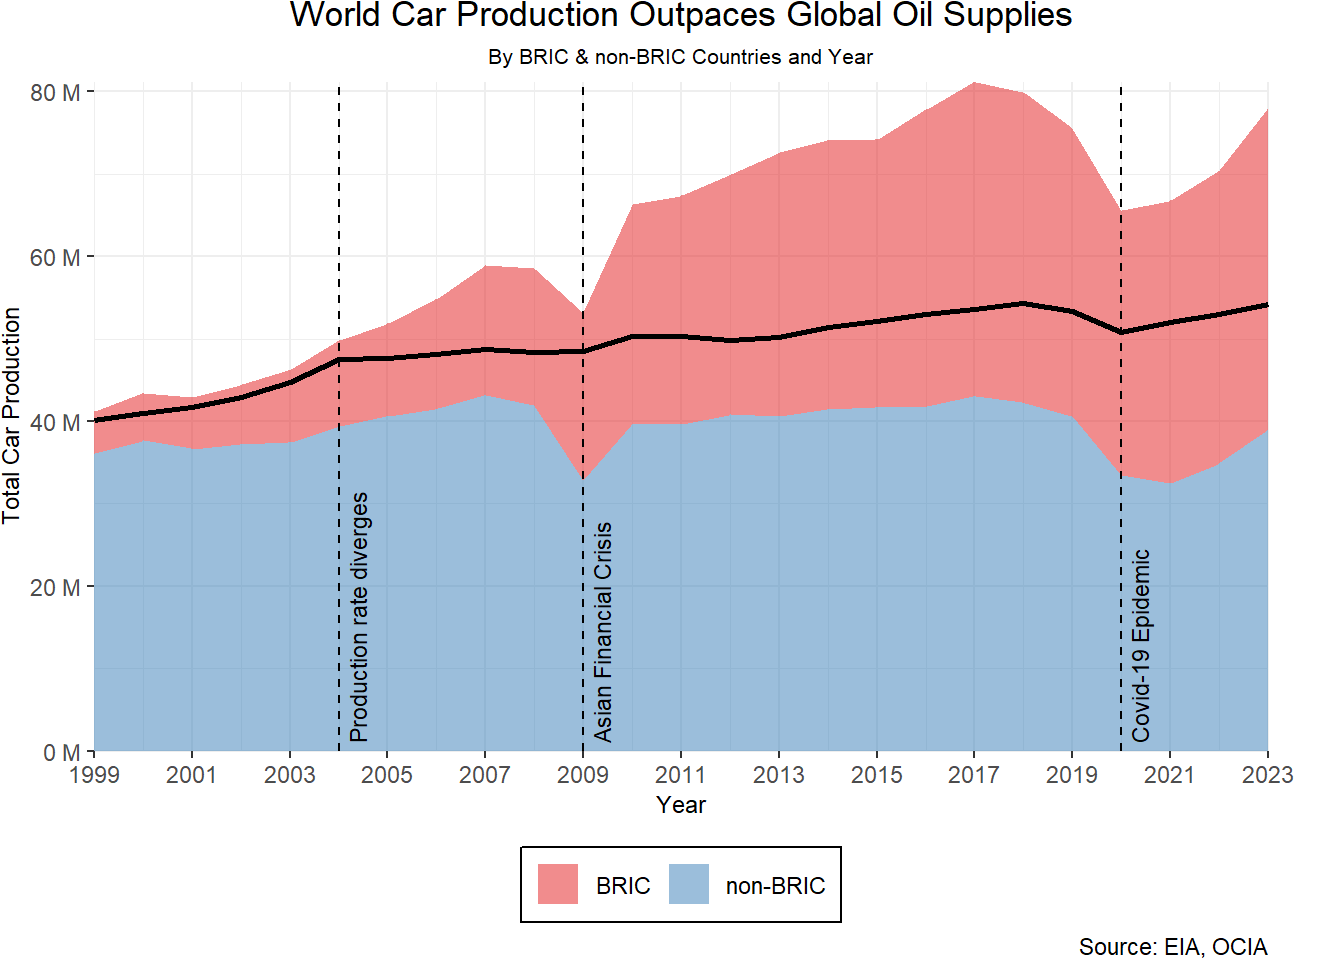 World Car Production Outpaces Global Oil Supplies
By BRIC & non-BRIC Countries and Year
Total Car Production
80 M
60 M
40 M
20 M
0 M
Production rate diverges
Asian Financial Crisis
Covid-19 Epidemic
1999 2001 2003 2005 2007 2009 2011 2013 2015 2017 2019 2021 2023
Year
BRIC non-BRIC
Source: EIA, OCIA